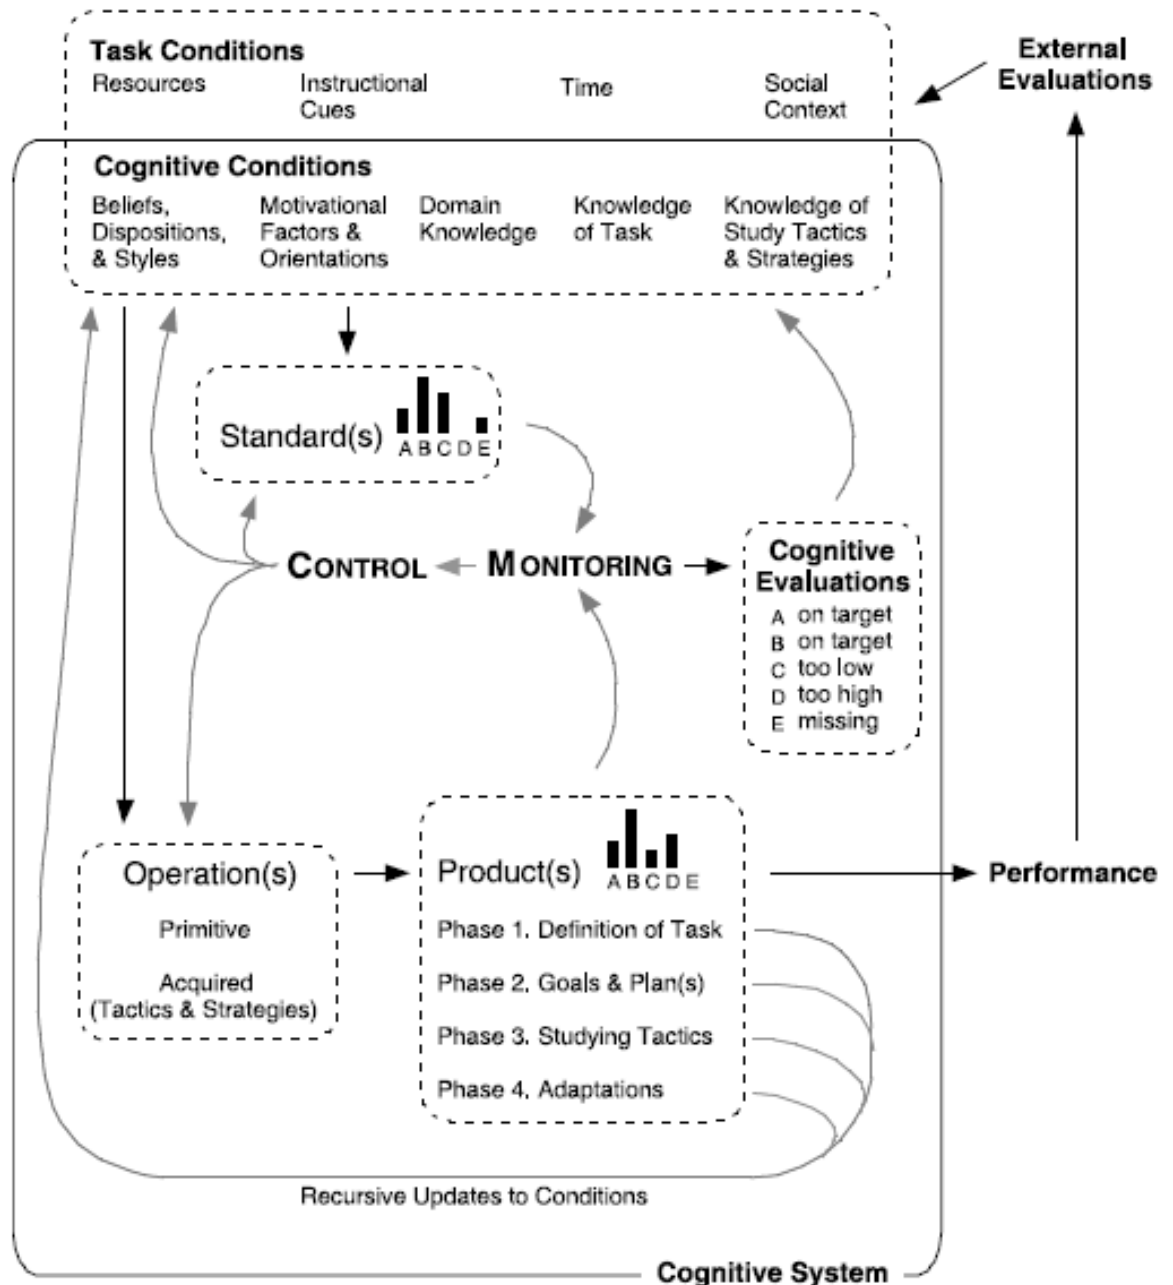 Task Conditions
Resources
Instructional
Cues
Time
Social
Context
External
Evaluations
Cognitive Conditions
Beliefs,
Dispositions,
& Styles
Motivational
Factors &
Orientations
Domain
Knowledge
Knowledge
of Task
Knowledge of
Study Tactics
& Strategies
Standard(s)
A B C D E
CONTROL
MONITORING
Cognitive
Evaluations
A on target
B on target
C too low
D too high
E missing
Operation(s)
Primitive
Acquired
(Tactics & Strategies)
Product(s)
A B C D E
Phase 1. Definition of Task
Phase 2. Goals & Plan(s)
Phase 3. Studying Tactics
Phase 4. Adaptations
Performance
Recursive Updates to Conditions
Cognitive System